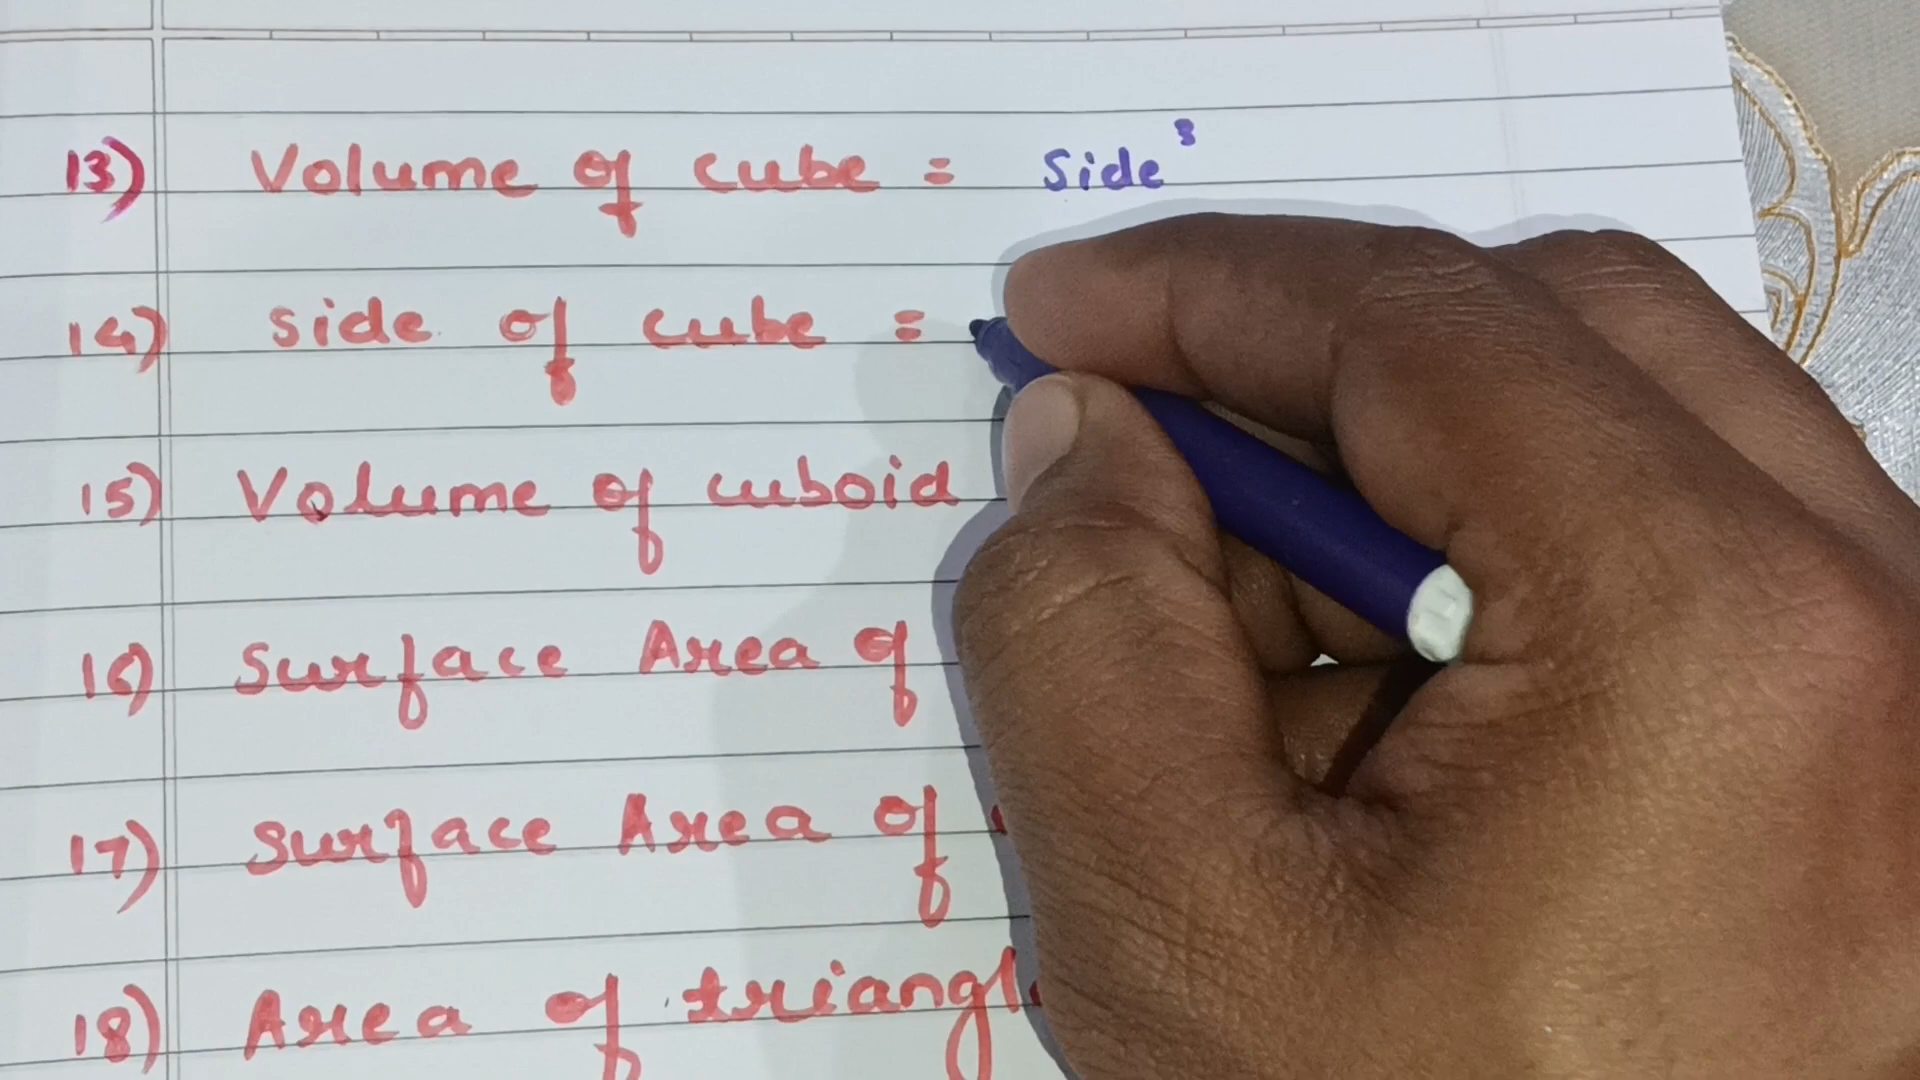 13) Volume of cube = Side³
14) side of cube =
15) Volume of cuboid
16) Surface Area of
17) Surface Area of
18) Area of triangle